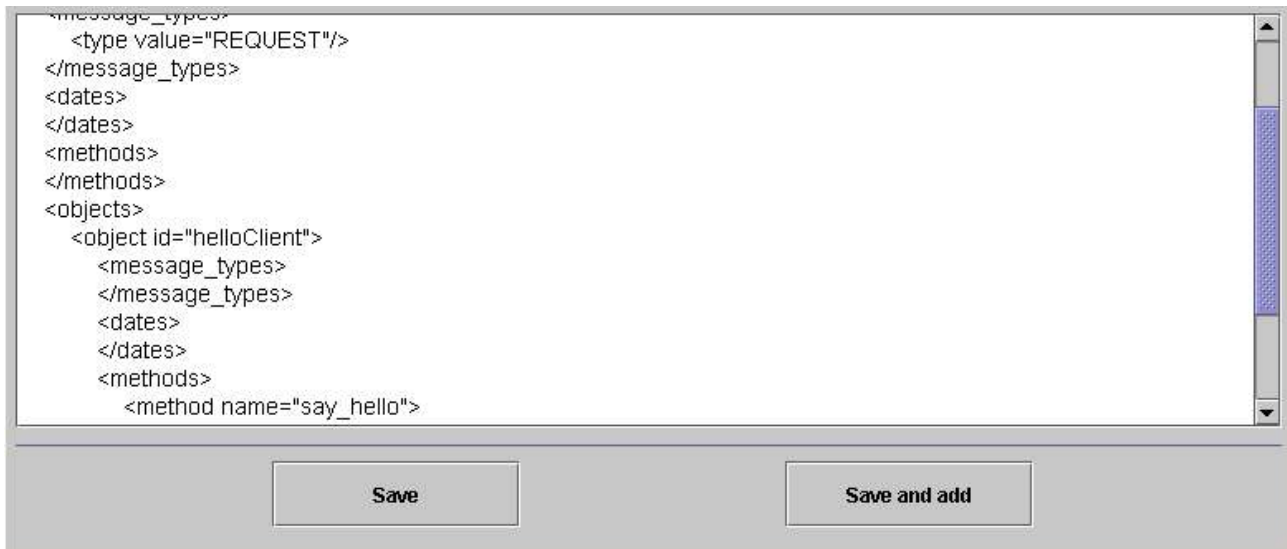 <message_types>
<type value="REQUEST"/>
</message_types>
<dates>
</dates>
<methods>
</methods>
<objects>
<object id="helloClient">
<message_types>
</message_types>
<dates>
</dates>
<methods>
<method name="say_hello">
Save
Save and add